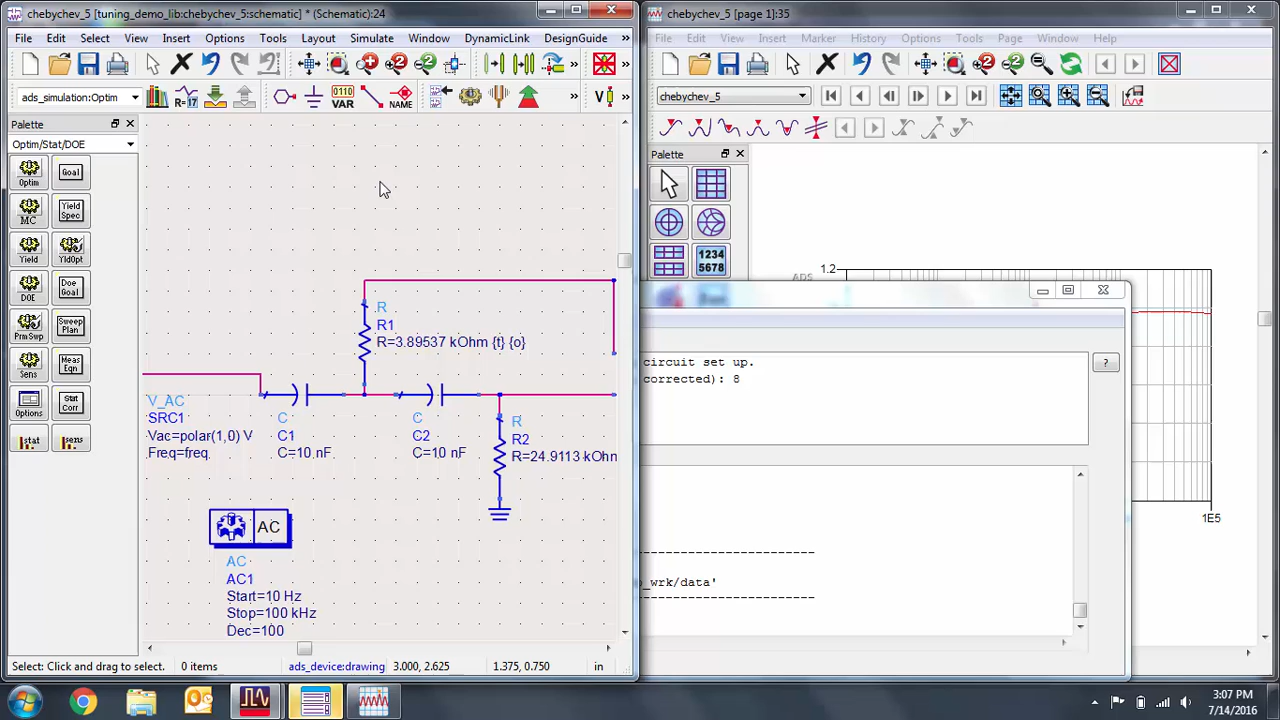 chebychev_5 [tuning_demo_lib:chebychev_5:schematic] * (Schematic):24
File Edit Select View Insert Options Tools Layout Simulate Window DynamicLink DesignGuide »
ads_simulation:Optim
R=17
0110
VAR
NAME
V
Palette
Optim/Stat/DOE
Optim
Goal
MC
Yield
Spec
Yield
YldOpt
DOE
Doe
Goal
PrmSwp
Sweep
Plan
Sens
Meas
Eqn
Options
Stat
Corr
stat
sens
R
R1
R=3.89537 kOhm {t} {o}
V_AC
SRC1
Vac=polar(1,0) V
Freq=freq
C
C1
C=10 nF
C
C2
C=10 nF
R
R2
R=24.9113 kOhm
AC
AC
AC1
Start=10 Hz
Stop=100 kHz
Dec=100
Select: Click and drag to select. 0 items ads_device:drawing 3.000, 2.625 1.375, 0.750 in
chebychev_5 [page 1]:35
File Edit View Insert Marker History Options Tools Page Window Help
chebychev_5
Palette
1234
5678
ADS
1.2
1E5
circuit set up.
corrected): 8
?
----------------------------
_wrk/data'
----------------------------
3:07 PM
7/14/2016